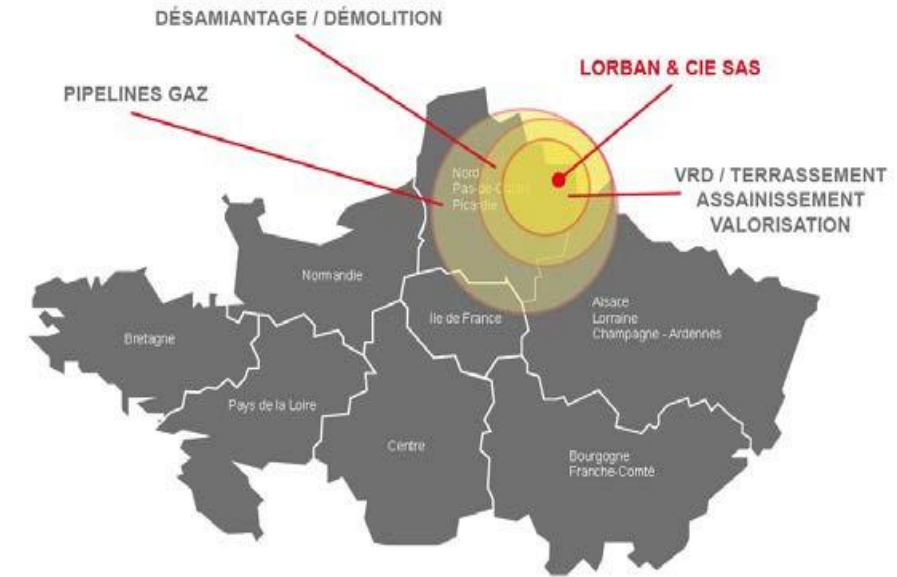 DÉSAMIANTAGE / DÉMOLITION
LORBAN & CIE SAS
PIPELINES GAZ
VRD / TERRASSEMENT
ASSAINISSEMENT
VALORISATION
Nord
Pas-de-Calais
Picardie
Normandie
Ile de France
Alsace
Lorraine
Champagne - Ardennes
Bretagne
Pays de la Loire
Centre
Bourgogne
Franche-Comté